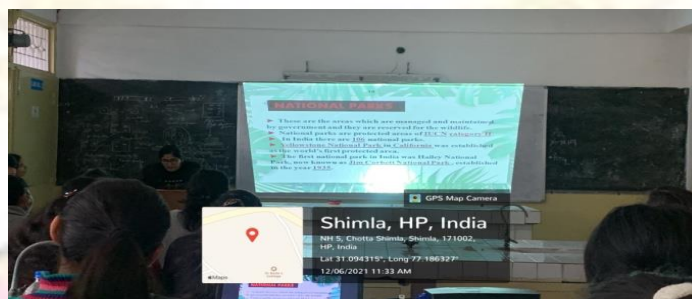 NATIONAL PARKS
➤ These are the areas which are managed and maintained
by government and they are reserved for the wildlife.
➤ National parks are protected areas of IUCN category II.
➤ In India there are 106 national parks.
➤ Yellowstone National Park in California was established
as the world's first protected area.
➤ The first national park in India was Hailey National
Park, now known as Jim Corbett National Park, established
in the year 1935.
GPS Map Camera
Shimla, HP, India
NH 5, Chotta Shimla, Shimla, 171002,
HP, India
Lat 31.094315°, Long 77.186327°
12/06/2021 11:33 AM
Maps
NATIONAL PARKS